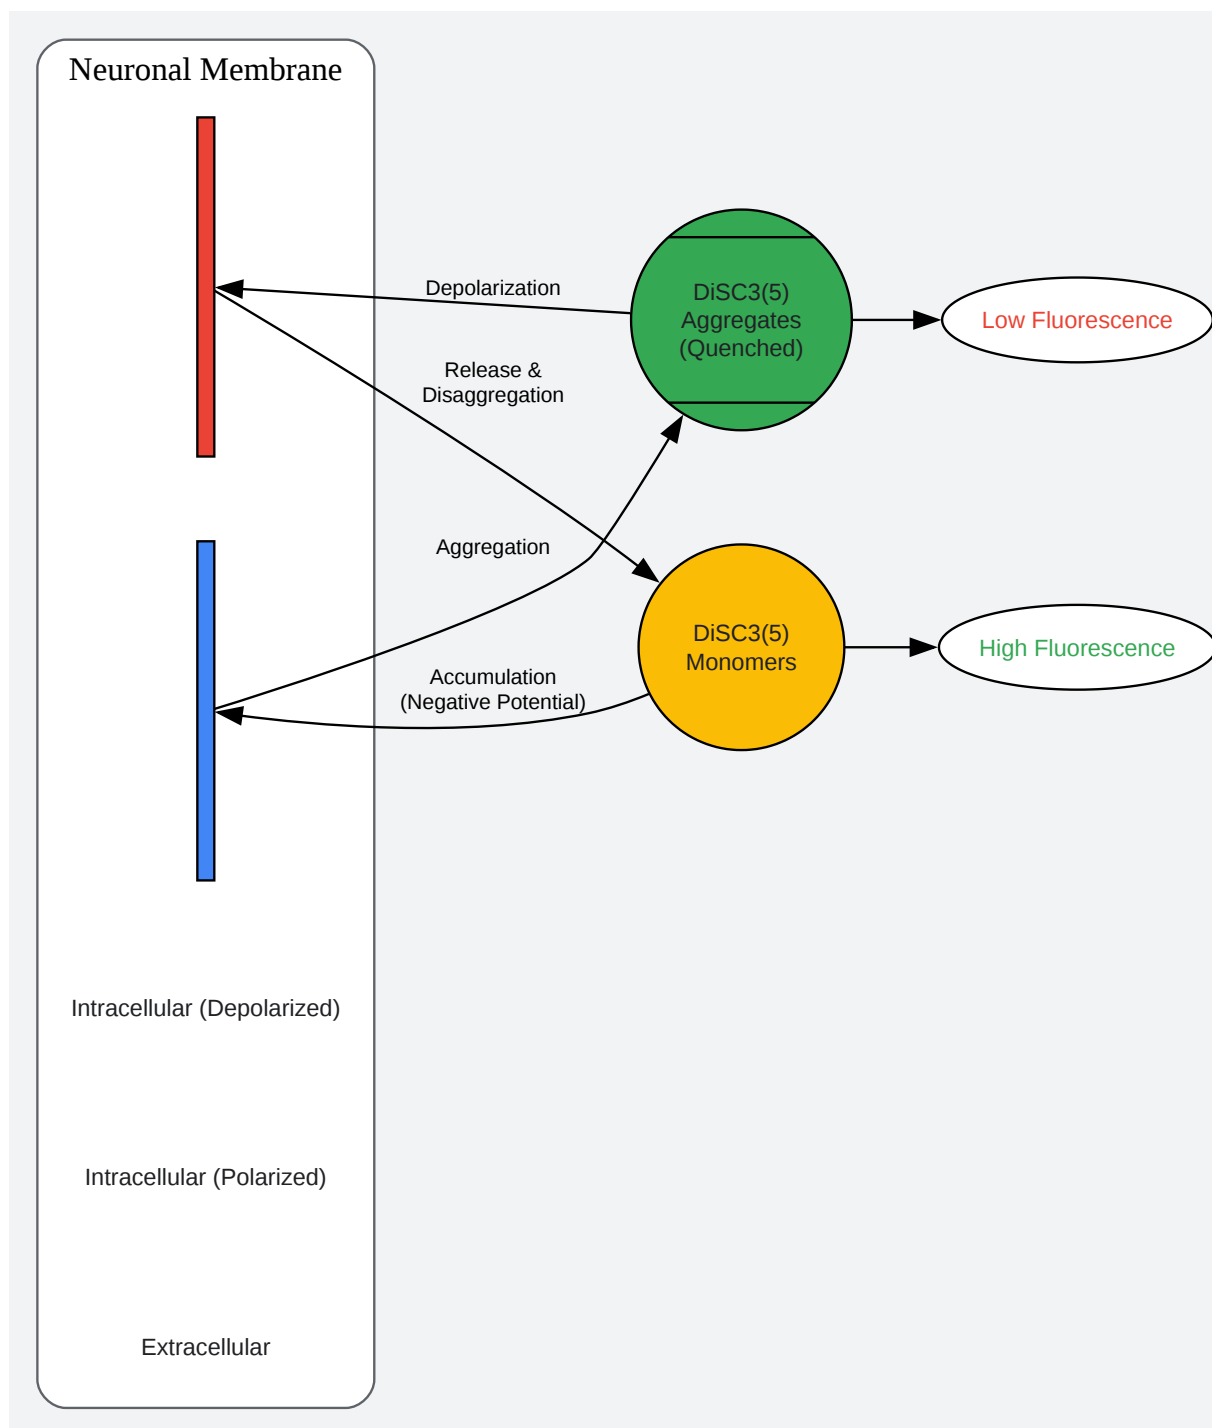 Neuronal Membrane
Depolarization
DiSC3(5)
Aggregates
(Quenched)
Low Fluorescence
Release &
Disaggregation
Aggregation
DiSC3(5)
Monomers
High Fluorescence
Accumulation
(Negative Potential)
Intracellular (Depolarized)
Intracellular (Polarized)
Extracellular